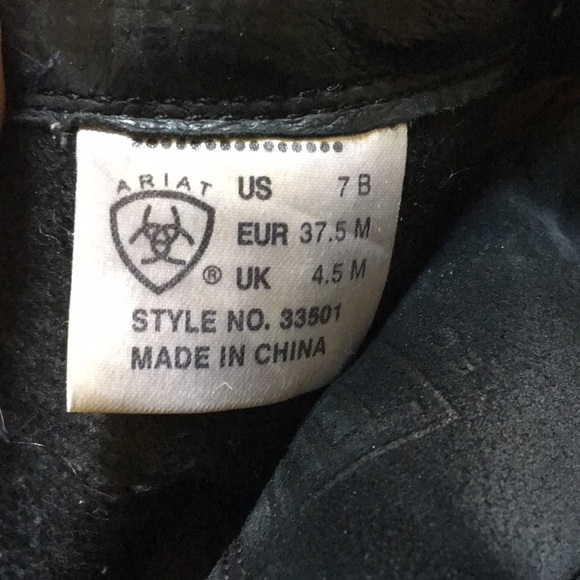 ARIAT
US 7 B
EUR 37.5 M
® UK 4.5 M
STYLE NO. 33501
MADE IN CHINA